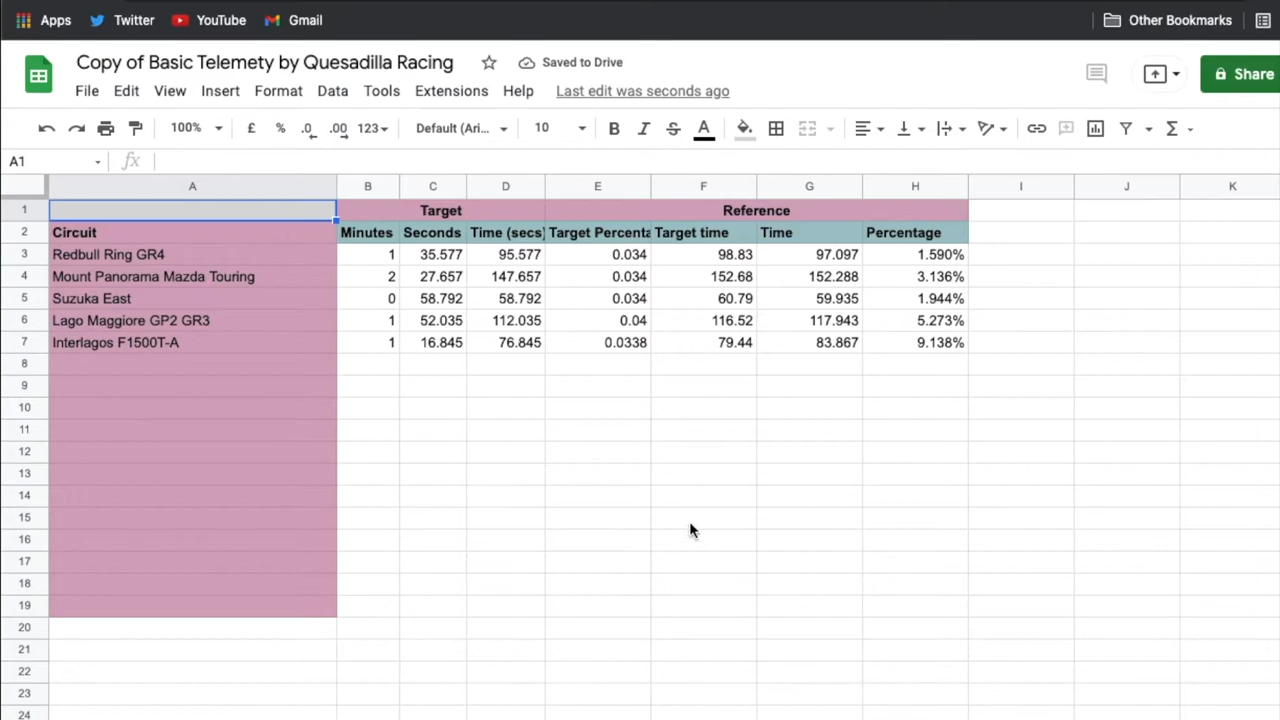 Apps Twitter YouTube Gmail Other Bookmarks
Copy of Basic Telemety by Quesadilla Racing Saved to Drive
Share
File Edit View Insert Format Data Tools Extensions Help Last edit was seconds ago
100% £ % .0 .00 123 Default (Ari... 10 B I S A Σ
A1 fx
A B C D E F G H I J K
1 Target Reference
2 Circuit Minutes Seconds Time (secs) Target Percenta Target time Time Percentage
3 Redbull Ring GR4 1 35.577 95.577 0.034 98.83 97.097 1.590%
4 Mount Panorama Mazda Touring 2 27.657 147.657 0.034 152.68 152.288 3.136%
5 Suzuka East 0 58.792 58.792 0.034 60.79 59.935 1.944%
6 Lago Maggiore GP2 GR3 1 52.035 112.035 0.04 116.52 117.943 5.273%
7 Interlagos F1500T-A 1 16.845 76.845 0.0338 79.44 83.867 9.138%
8
9
10
11
12
13
14
15
16
17
18
19
20
21
22
23
24